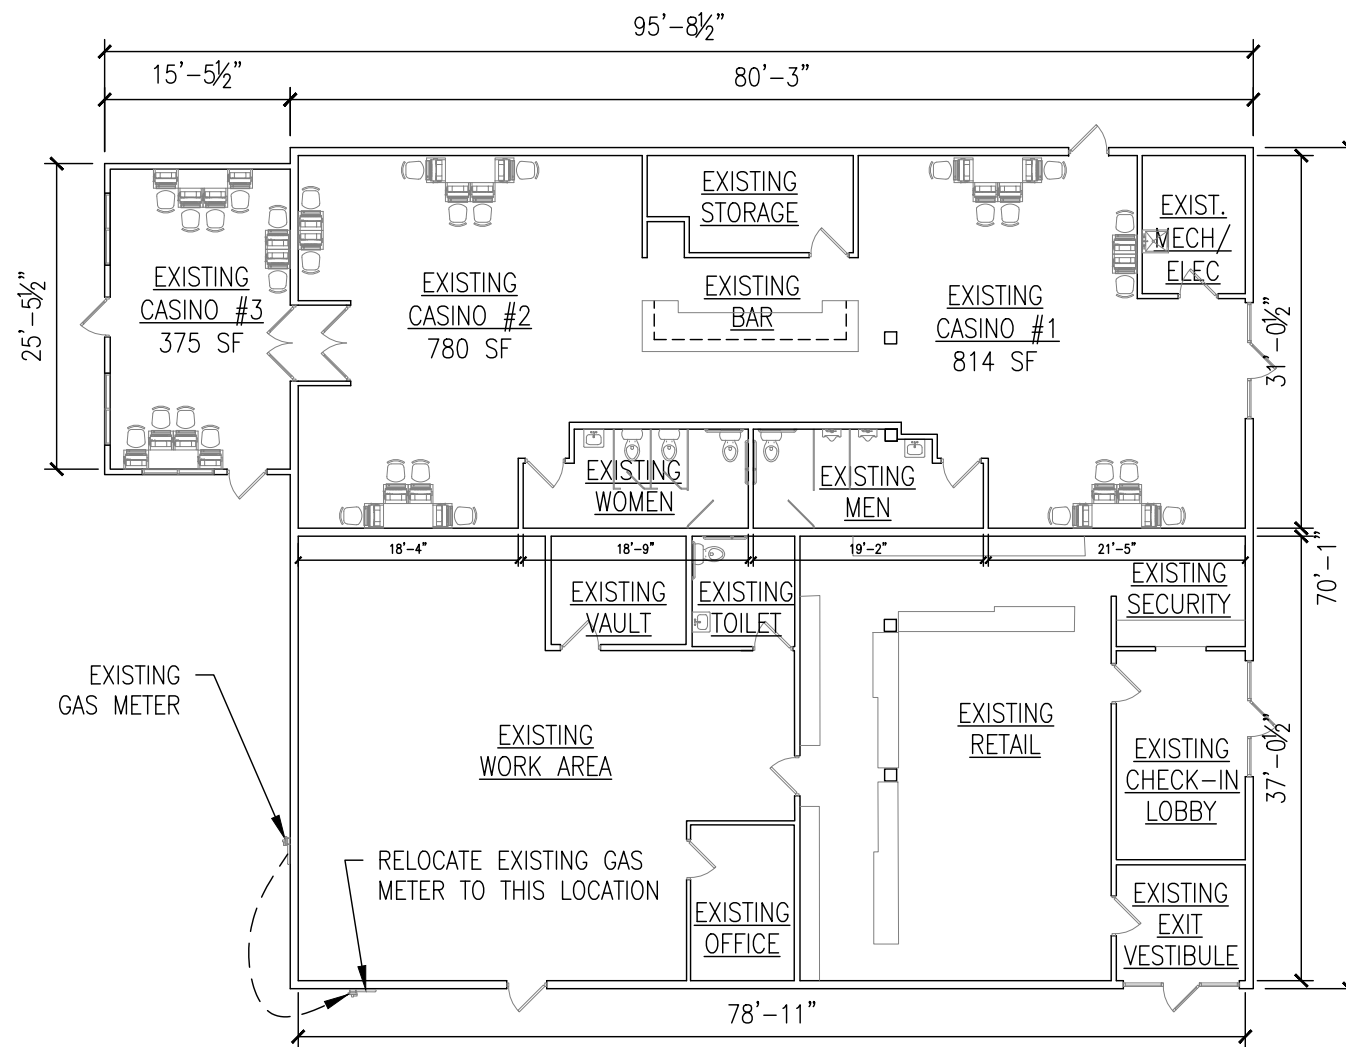 95'-8½"
15'-5½"
80'-3"
EXISTING
STORAGE
EXIST.
MECH/
ELEC
EXISTING
CASINO #3
375 SF
EXISTING
CASINO #2
780 SF
EXISTING
BAR
EXISTING
CASINO #1
814 SF
25'-5½"
31'-0½"
EXISTING
WOMEN
EXISTING
MEN
18'-4"
18'-9"
19'-2"
21'-5"
70'-1"
EXISTING
VAULT
EXISTING
TOILET
EXISTING
SECURITY
EXISTING
GAS METER
EXISTING
WORK AREA
EXISTING
RETAIL
EXISTING
CHECK-IN
LOBBY
37'-0½"
RELOCATE EXISTING GAS
METER TO THIS LOCATION
EXISTING
OFFICE
EXISTING
EXIT
VESTIBULE
78'-11"